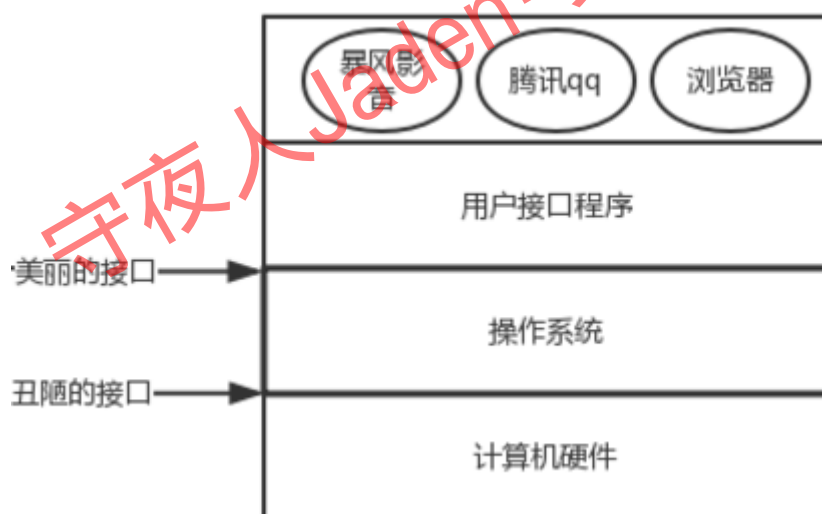 暴风影
音
腾讯qq
浏览器
用户接口程序
美丽的接口
操作系统
丑陋的接口
计算机硬件
守夜人Jaden